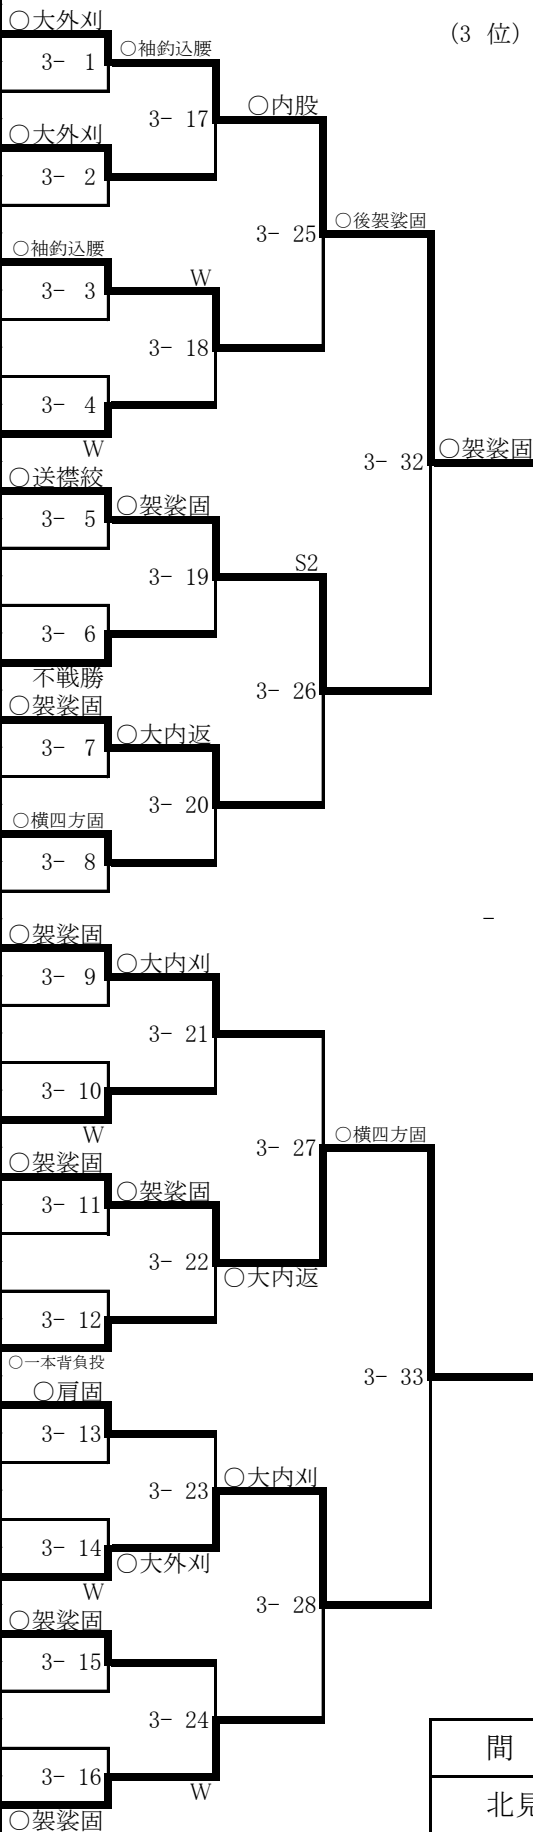 ○大外刈
(3 位)
3- 1
○袖釣込腰
○内股
3- 17
○大外刈
3- 2
○後袈裟固
3- 25
○袖釣込腰
W
3- 3
3- 18
3- 4
W
○袈裟固
3- 32
○送襟絞
○袈裟固
3- 5
S2
3- 19
3- 6
不戦勝
3- 26
○袈裟固
○大内返
3- 7
3- 20
○横四方固
3- 8
-
○袈裟固
○大内刈
3- 9
3- 21
3- 10
W
○横四方固
3- 27
○袈裟固
○袈裟固
3- 11
3- 22
○大内返
3- 12
○一本背負投
3- 33
○肩固
3- 13
○大内刈
3- 23
3- 14
○大外刈
W
3- 28
○袈裟固
3- 15
3- 24
間
3- 16
W
北見
○袈裟固